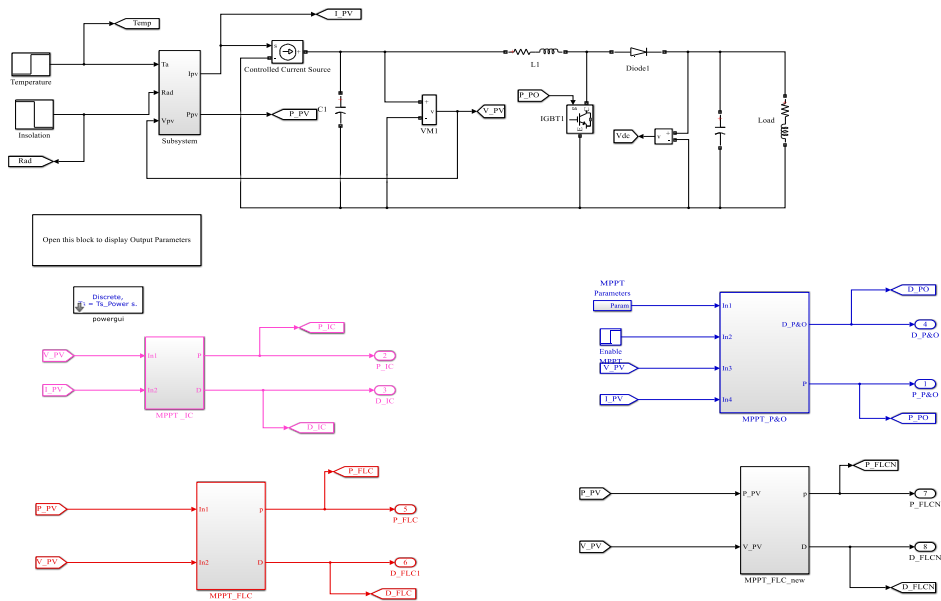 I_PV
Temp
Temperature
Ta
Rad
Vpv
Ipv
Ppv
Subsystem
s
+
-
Controlled Current Source
Insolation
Rad
P_PV
C1
+
-
v
VM1
V_PV
L1
P_PO
IGBT1
g
C
E
Diode1
Vdc
v
+
-
Load
Open this block to display Output Parameters
Discrete,
Ts = Ts_Power s.
powergui
V_PV
I_PV
In1
In2
P
D
MPPT_IC
P_IC
2
P_IC
3
D_IC
D_IC
MPPT
Parameters
Param
Enable
MPPT
V_PV
I_PV
In1
In2
In3
In4
D_P&O
P
MPPT_P&O
D_PO
4
D_P&O
1
P_P&O
P_PO
P_PV
V_PV
In1
In2
P
D
MPPT_FLC
P_FLC
5
P_FLC
6
D_FLC1
D_FLC
P_PV
V_PV
P_PV
V_PV
P
D
MPPT_FLC_new
P_FLCN
7
P_FLCN
8
D_FLCN
D_FLCN